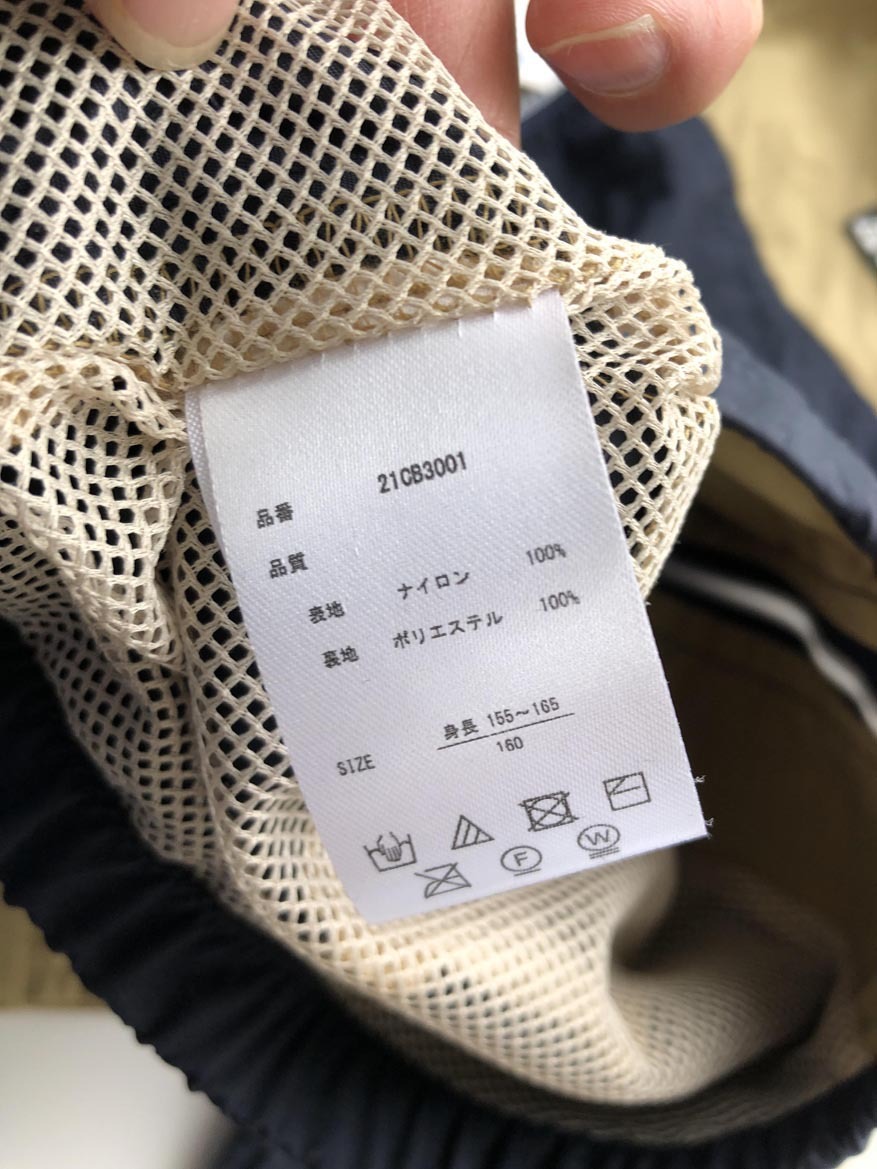 品番 21CB3001
品質
表地 ナイロン 100%
裏地 ポリエステル 100%
SIZE 身長 155～165
160
F W